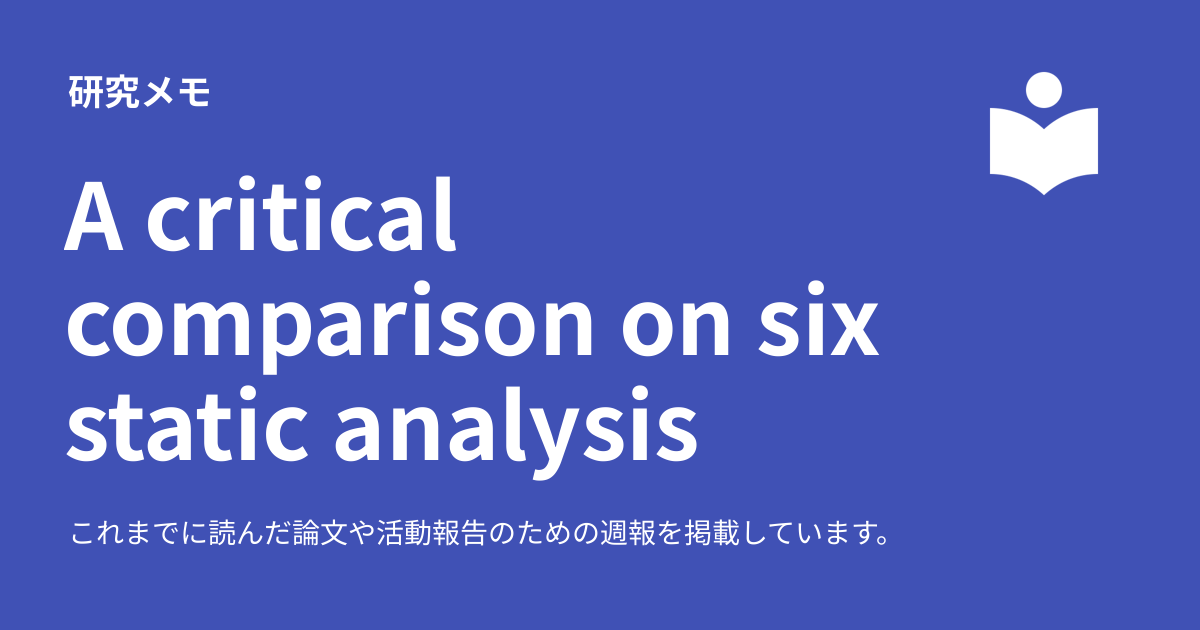 研究メモ
A critical
comparison on six
static analysis
これまでに読んだ論文や活動報告のための週報を掲載しています。